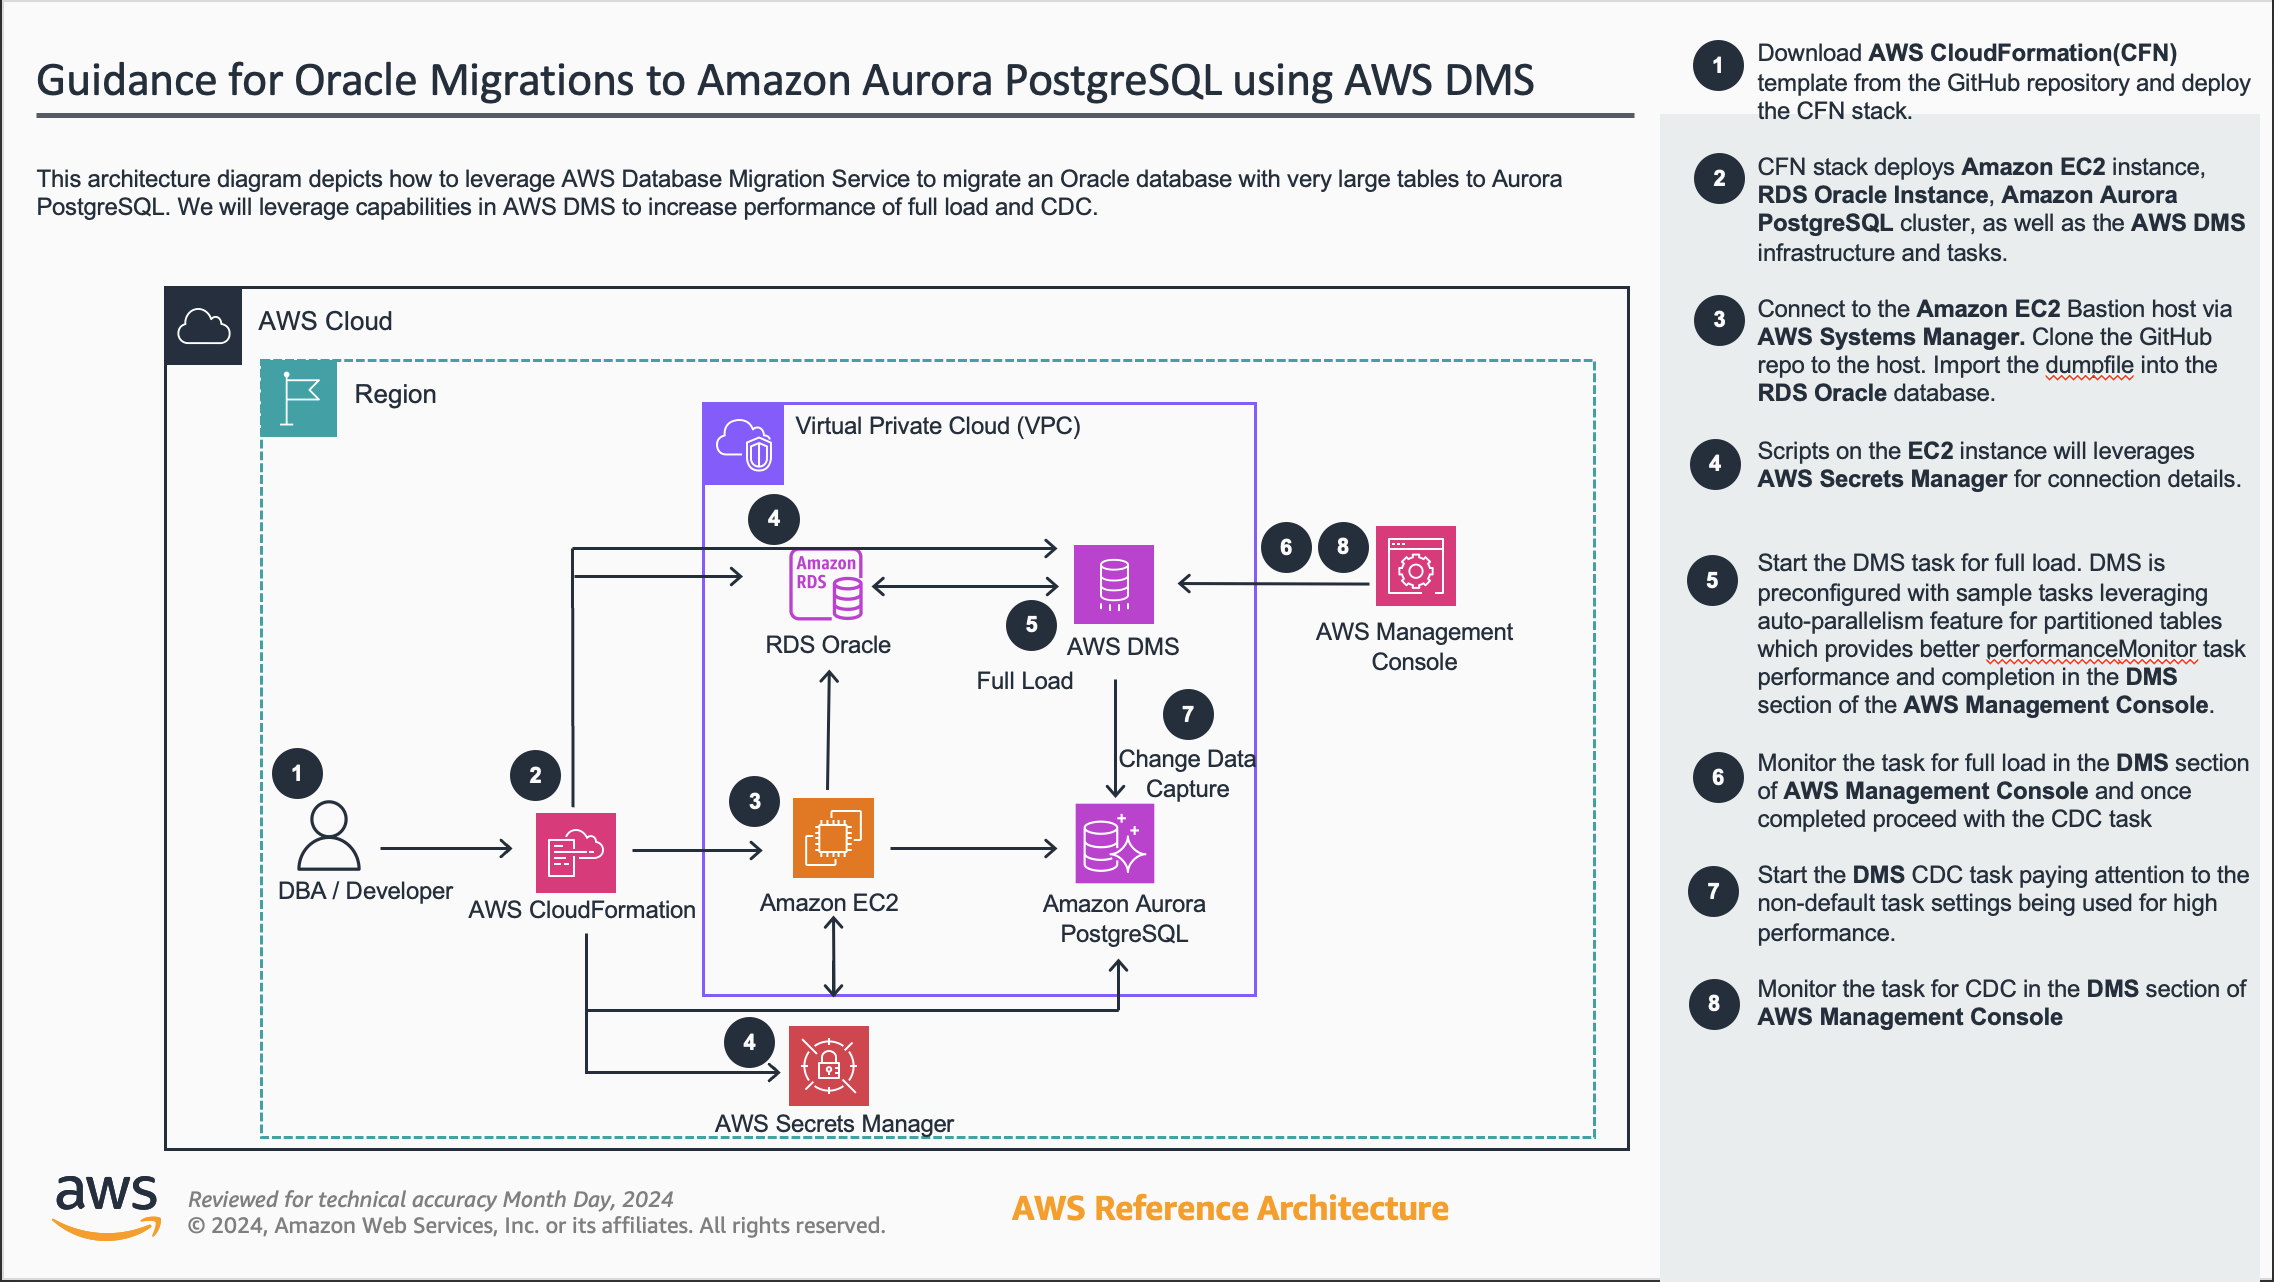 Guidance for Oracle Migrations to Amazon Aurora PostgreSQL using AWS DMS
This architecture diagram depicts how to leverage AWS Database Migration Service to migrate an Oracle database with very large tables to Aurora
PostgreSQL. We will leverage capabilities in AWS DMS to increase performance of full load and CDC.
AWS Cloud
Region
Virtual Private Cloud (VPC)
4
Amazon
RDS
RDS Oracle
5
Full Load
AWS DMS
6
8
AWS Management
Console
7
Change Data
Capture
1
DBA / Developer
2
AWS CloudFormation
3
Amazon EC2
Amazon Aurora
PostgreSQL
4
AWS Secrets Manager
aws
Reviewed for technical accuracy Month Day, 2024
© 2024, Amazon Web Services, Inc. or its affiliates. All rights reserved.
AWS Reference Architecture
1
Download AWS CloudFormation(CFN)
template from the GitHub repository and deploy
the CFN stack.
2
CFN stack deploys Amazon EC2 instance,
RDS Oracle Instance, Amazon Aurora
PostgreSQL cluster, as well as the AWS DMS
infrastructure and tasks.
3
Connect to the Amazon EC2 Bastion host via
AWS Systems Manager. Clone the GitHub
repo to the host. Import the dumpfile into the
RDS Oracle database.
4
Scripts on the EC2 instance will leverages
AWS Secrets Manager for connection details.
5
Start the DMS task for full load. DMS is
preconfigured with sample tasks leveraging
auto-parallelism feature for partitioned tables
which provides better performanceMonitor task
performance and completion in the DMS
section of the AWS Management Console.
6
Monitor the task for full load in the DMS section
of AWS Management Console and once
completed proceed with the CDC task
7
Start the DMS CDC task paying attention to the
non-default task settings being used for high
performance.
8
Monitor the task for CDC in the DMS section of
AWS Management Console